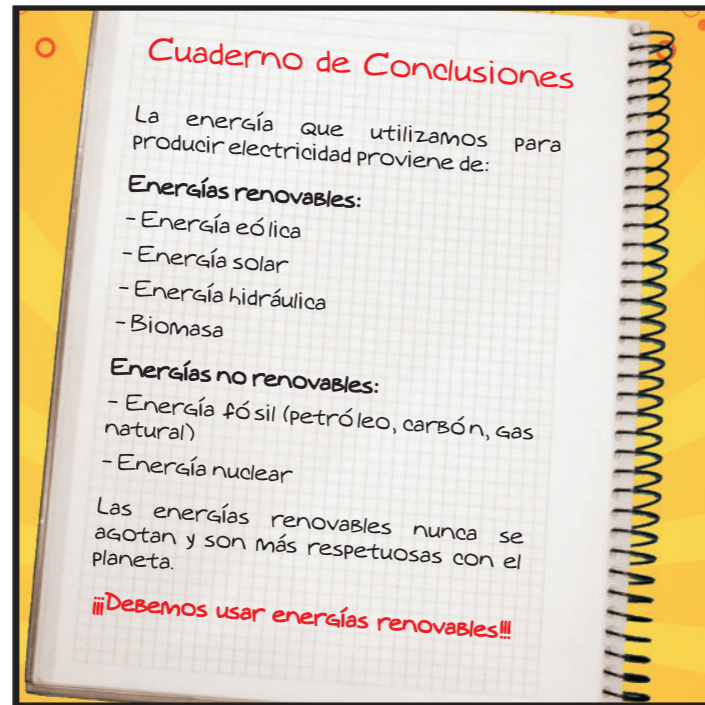 Cuaderno de Conclusiones
La energía que utilizamos para
producir electricidad proviene de:
Energías renovables:
- Energía eólica
- Energía solar
- Energía hidráulica
- Biomasa
Energías no renovables:
- Energía fósil (petróleo, carbón, gas
natural)
- Energía nuclear
Las energías renovables nunca se
agotan y son más respetuosas con el
planeta.
¡¡¡Debemos usar energías renovables!!!